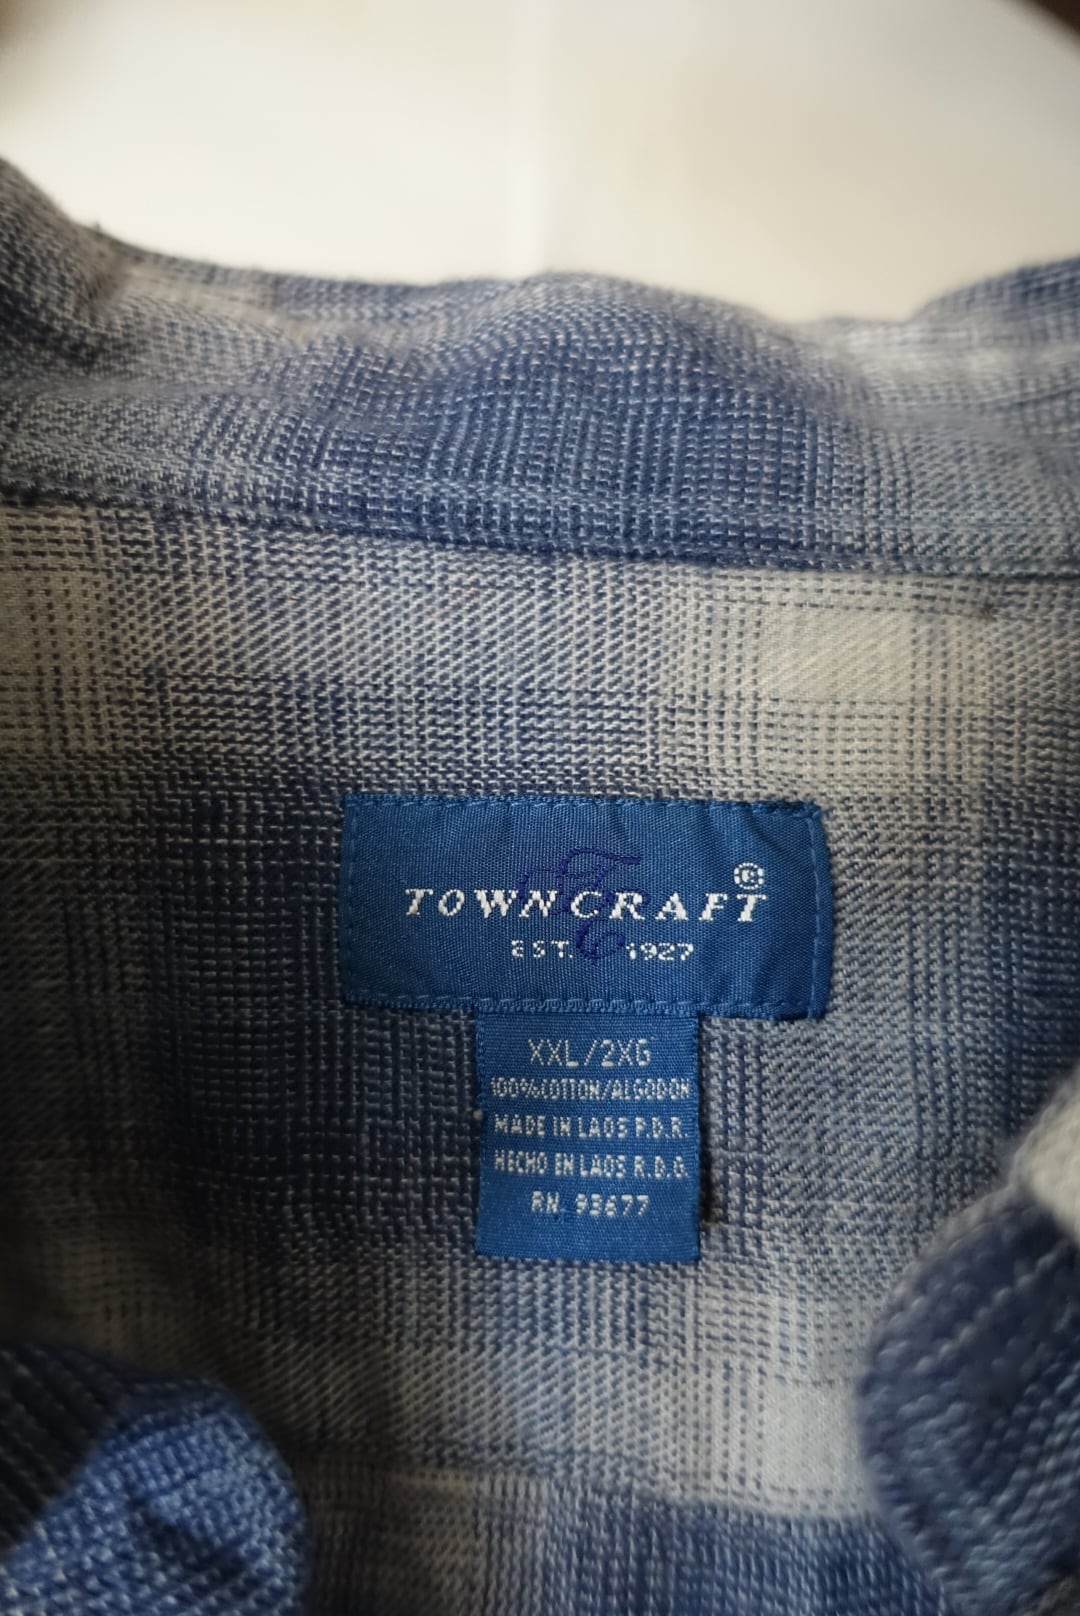 TOWNCRAFT®
EST. 1927
XXL/2XG
100%COTTON/ALGODON
MADE IN LAOS P.D.R.
HECHO EN LAOS R.D.O.
RN. 93677